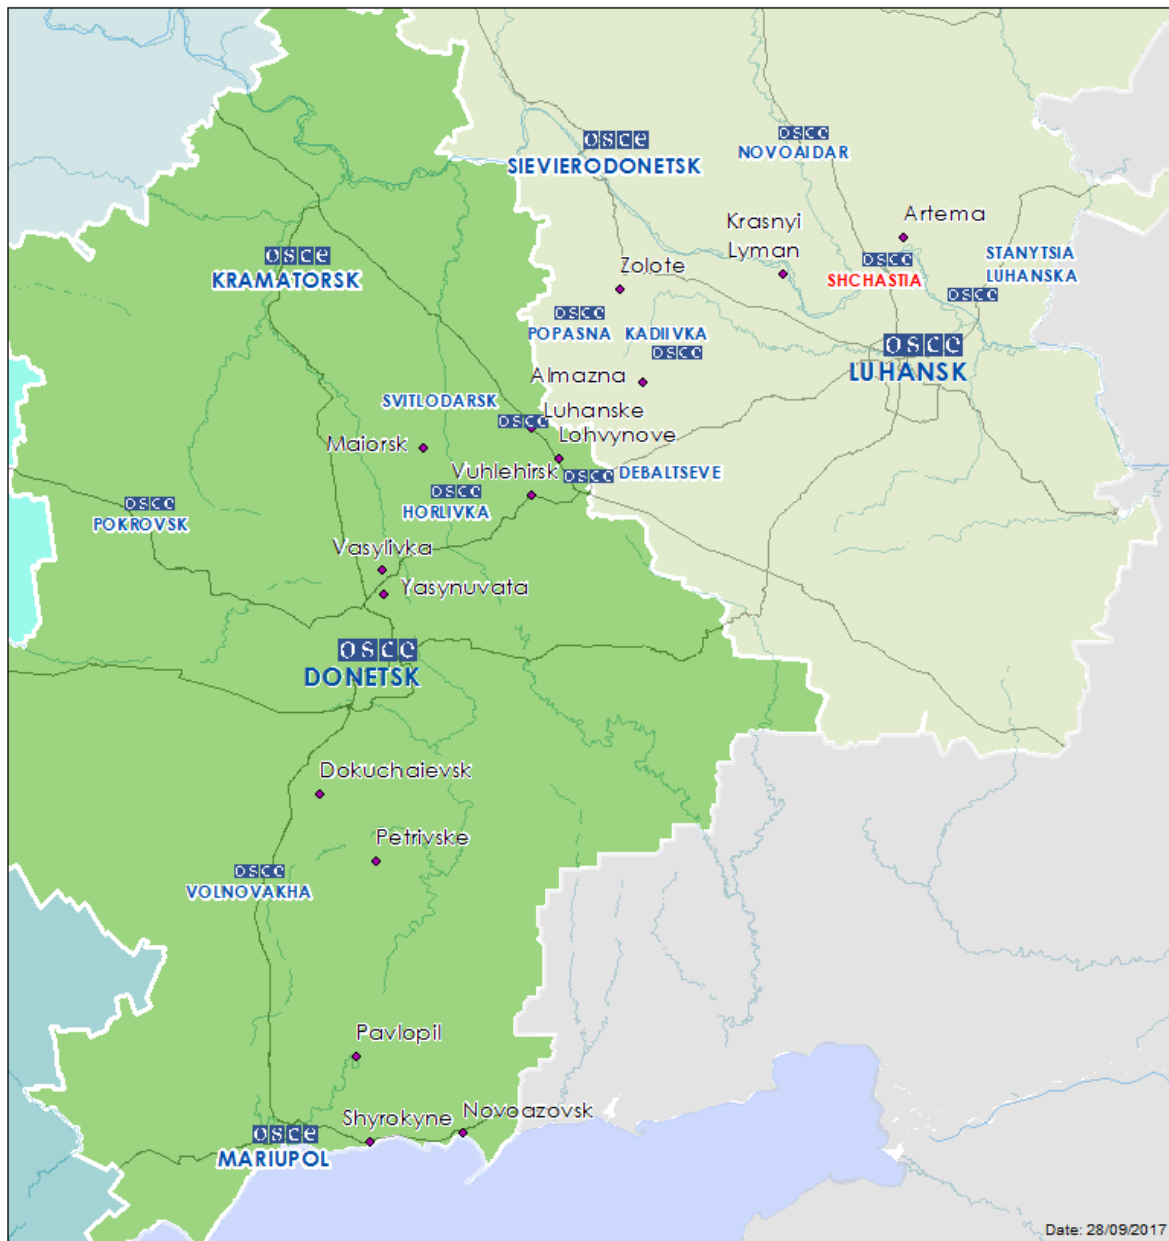 OSCE
SIEVIERODONETSK
OSCE
NOVOAIDAR
Krasnyi
Lyman
Artema
OSCE
KRAMATORSK
Zolote
OSCE
SHCHASTIA
STANYTSIA
LUHANSKA
OSCE
OSCE
POPASNA
KADIIVKA
OSCE
OSCE
LUHANSK
Almazna
SVITLODARSK
OSCE
Luhanske
Lohvynove
Maiorsk
Vuhlehirsk
OSCE
DEBALTSEVE
OSCE
HORLIVKA
OSCE
POKROVSK
Vasylivka
Yasynuvata
OSCE
DONETSK
Dokuchaievsk
Petrivske
OSCE
VOLNOVAKHA
Pavlopil
Shyrokyne
Novoazovsk
OSCE
MARIUPOL
Date: 28/09/2017